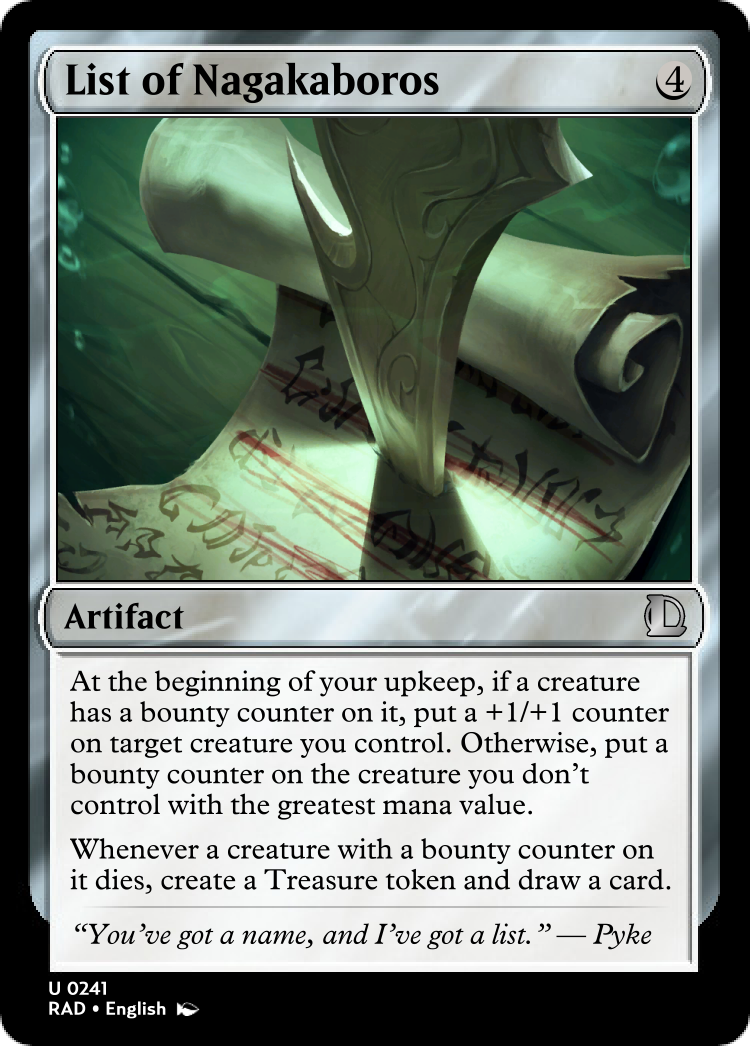 List of Nagakaboros
4
Artifact
At the beginning of your upkeep, if a creature
has a bounty counter on it, put a +1/+1 counter
on target creature you control. Otherwise, put a
bounty counter on the creature you don’t
control with the greatest mana value.
Whenever a creature with a bounty counter on
it dies, create a Treasure token and draw a card.
“You’ve got a name, and I’ve got a list.” — Pyke
U 0241
RAD • English